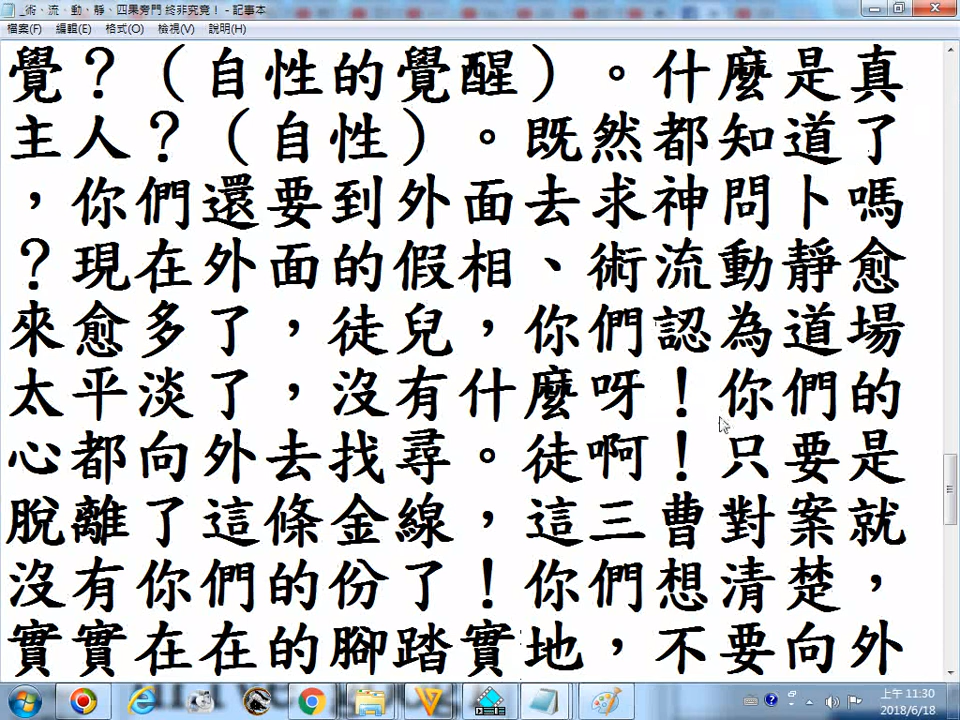 _術、流、動、靜、四果旁門 終非究竟！ - 記事本
檔案(F) 編輯(E) 格式(O) 檢視(V) 說明(H)
覺？（自性的覺醒）。什麼是真
主人？（自性）。既然都知道了
，你們還要到外面去求神問卜嗎
？現在外面的假相、術流動靜愈
來愈多了，徒兒，你們認為道場
太平淡了，沒有什麼呀！你們的
心都向外去找尋。徒啊！只要是
脫離了這條金線，這三曹對案就
沒有你們的份了！你們想清楚，
實實在在的腳踏實地，不要向外
上午 11:30
2018/6/18